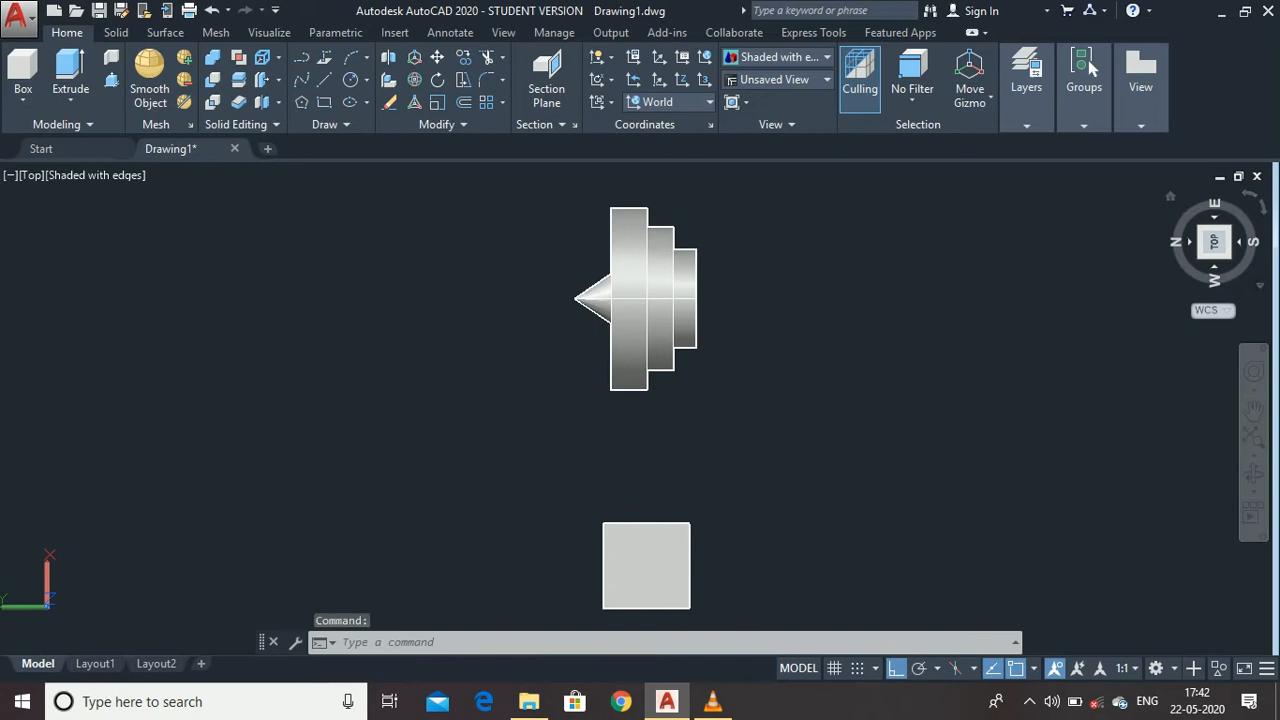 Autodesk AutoCAD 2020 - STUDENT VERSION Drawing1.dwg
Type a keyword or phrase
Sign In
Home Solid Surface Mesh Visualize Parametric Insert Annotate View Manage Output Add-ins Collaborate Express Tools Featured Apps
Box
Extrude
Smooth
Object
Section
Plane
Shaded with e...
Unsaved View
World
Culling
No Filter
Move
Gizmo
Layers
Groups
View
Modeling
Mesh
Solid Editing
Draw
Modify
Section
Coordinates
View
Selection
Start
Drawing1*
[−][Top][Shaded with edges]
E
N
TOP
S
W
WCS
X
Y
Z
Command:
Type a command
Model Layout1 Layout2
MODEL
1:1
Type here to search
ENG
17:42
22-05-2020